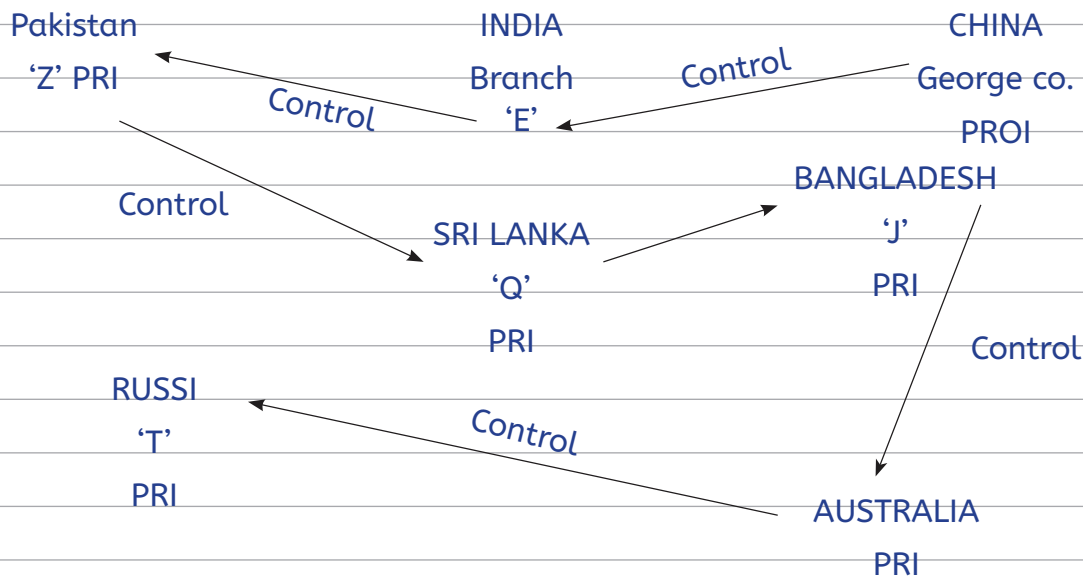 Pakistan
'Z' PRI
INDIA
Branch
'E'
CHINA
George co.
PROI
Control
Control
Control
SRI LANKA
'Q'
PRI
BANGLADESH
'J'
PRI
Control
RUSSI
'T'
PRI
Control
AUSTRALIA
PRI